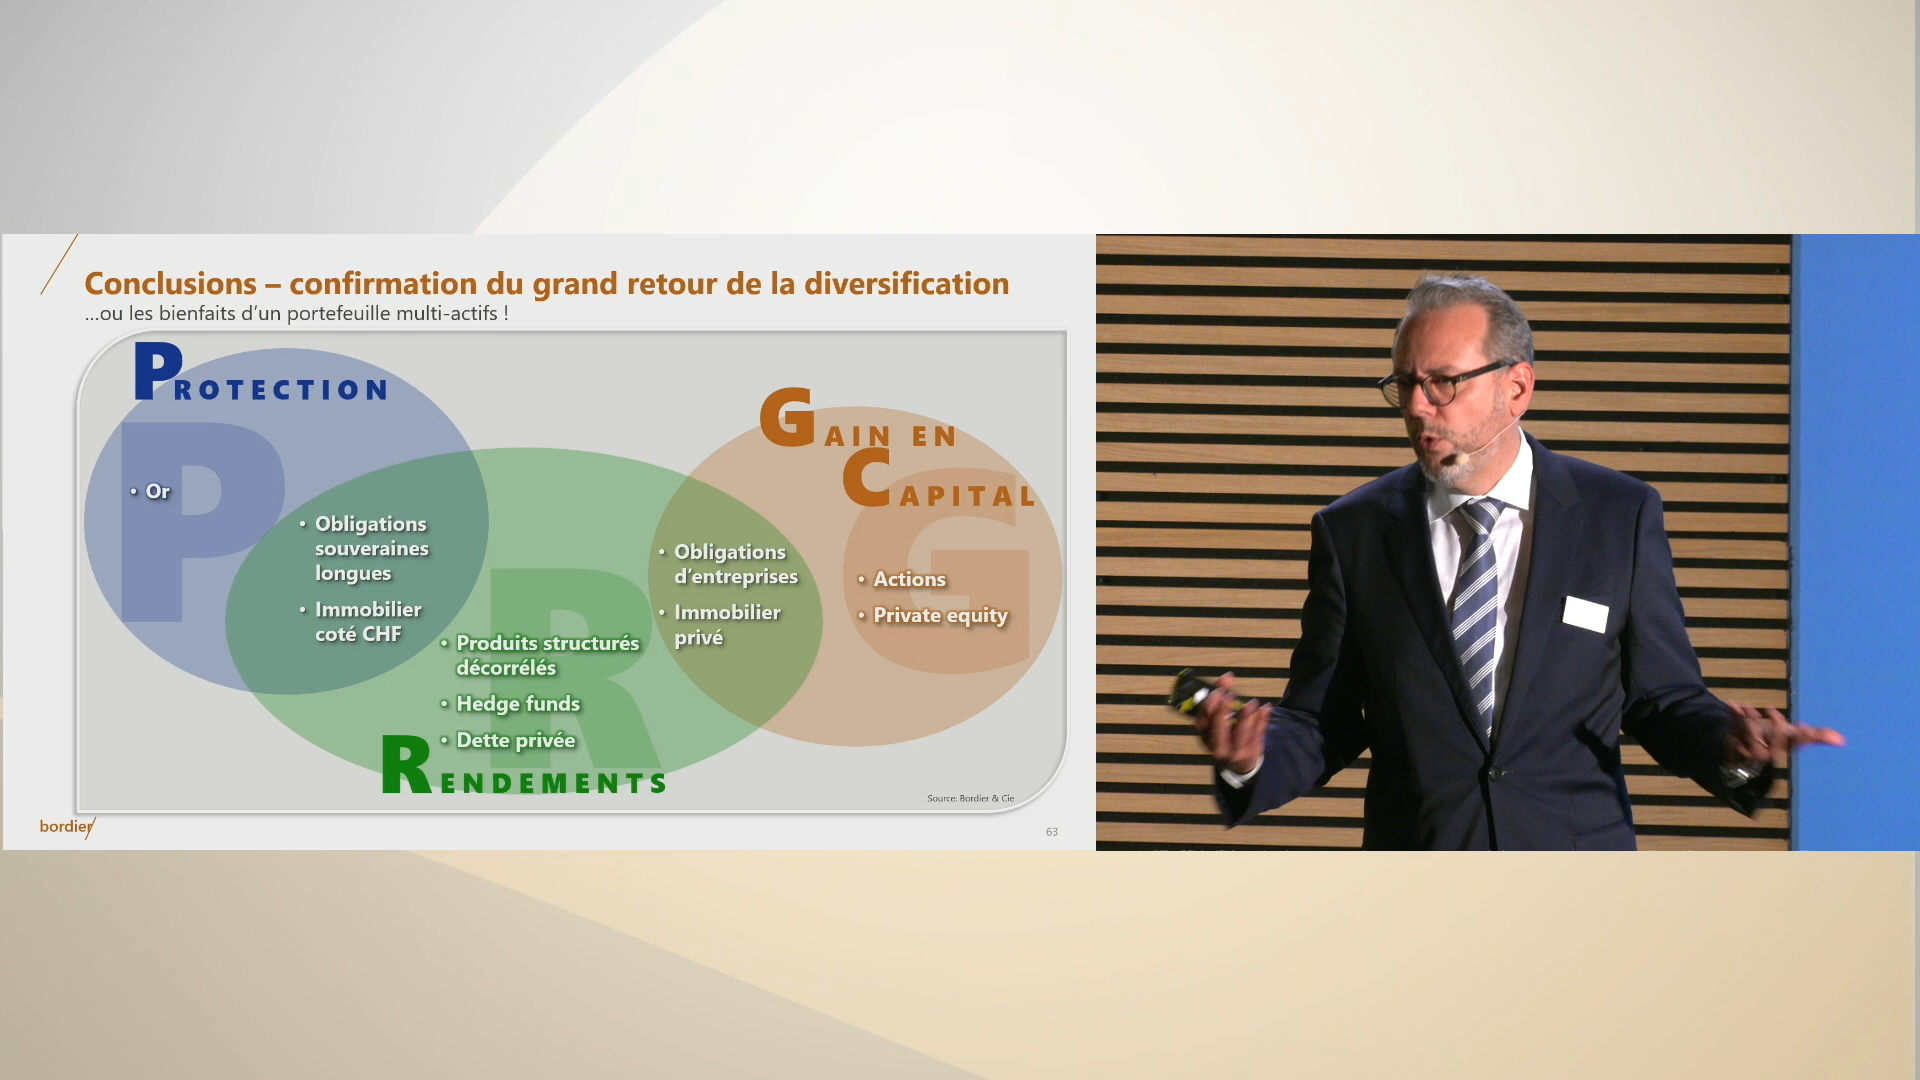 Conclusions – confirmation du grand retour de la diversification
...ou les bienfaits d'un portefeuille multi-actifs !
PROTECTION
P
• Or
• Obligations
souveraines
longues
• Immobilier
coté CHF
R
• Produits structurés
décorrélés
• Hedge funds
• Dette privée
RENDEMENTS
GAIN EN
CAPITAL
G
• Obligations
d'entreprises
• Immobilier
privé
• Actions
• Private equity
Source: Bordier & Cie
bordier
63